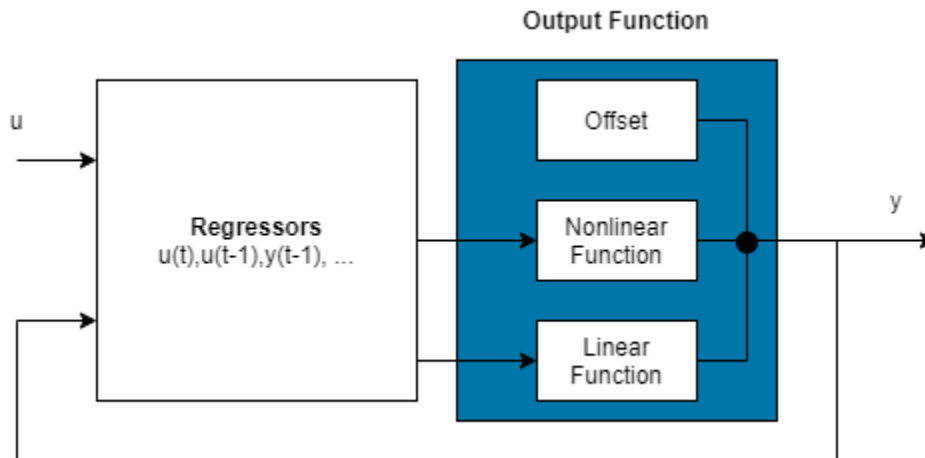 Output Function
u
Offset
Regressors
u(t),u(t-1),y(t-1), ...
Nonlinear
Function
y
Linear
Function